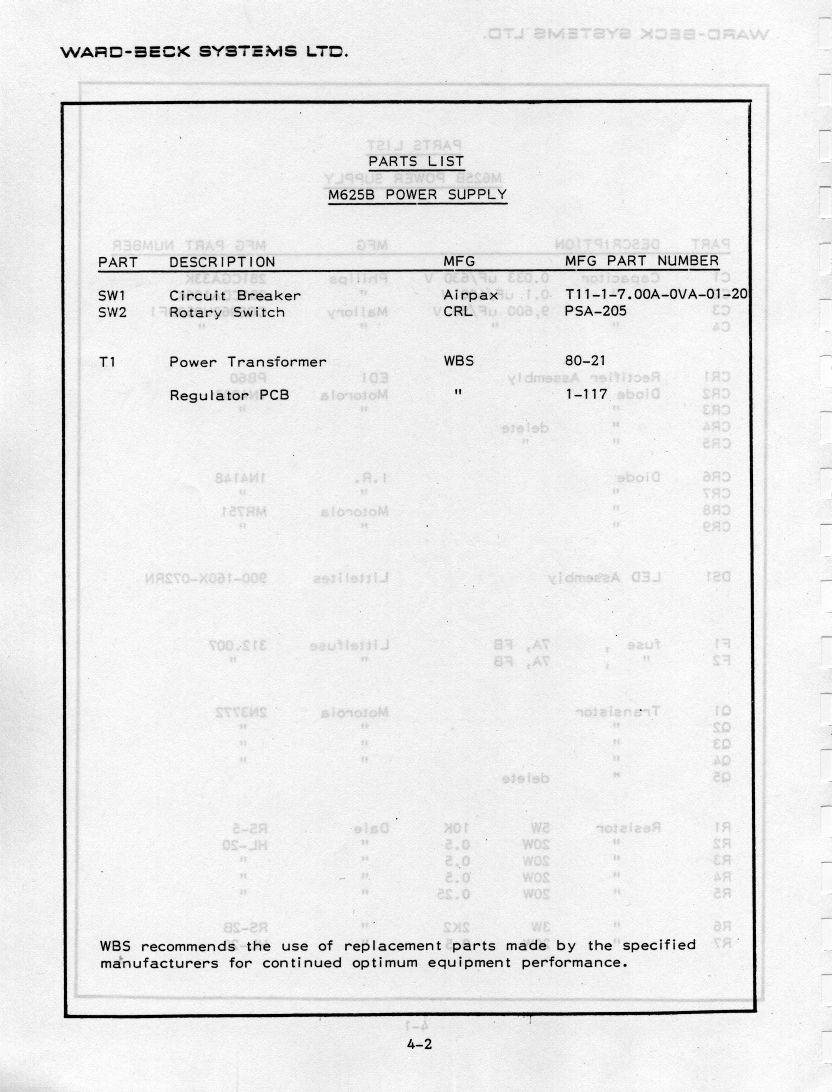 WARD-BECK SYSTEMS LTD.
PARTS LIST
M625B POWER SUPPLY
PART DESCRIPTION MFG MFG PART NUMBER
SW1 Circuit Breaker Airpax T11-1-7.00A-0VA-01-20
SW2 Rotary Switch CRL PSA-205
T1 Power Transformer WBS 80-21
Regulator PCB " 1-117
WBS recommends the use of replacement parts made by the specified
manufacturers for continued optimum equipment performance.
4-2